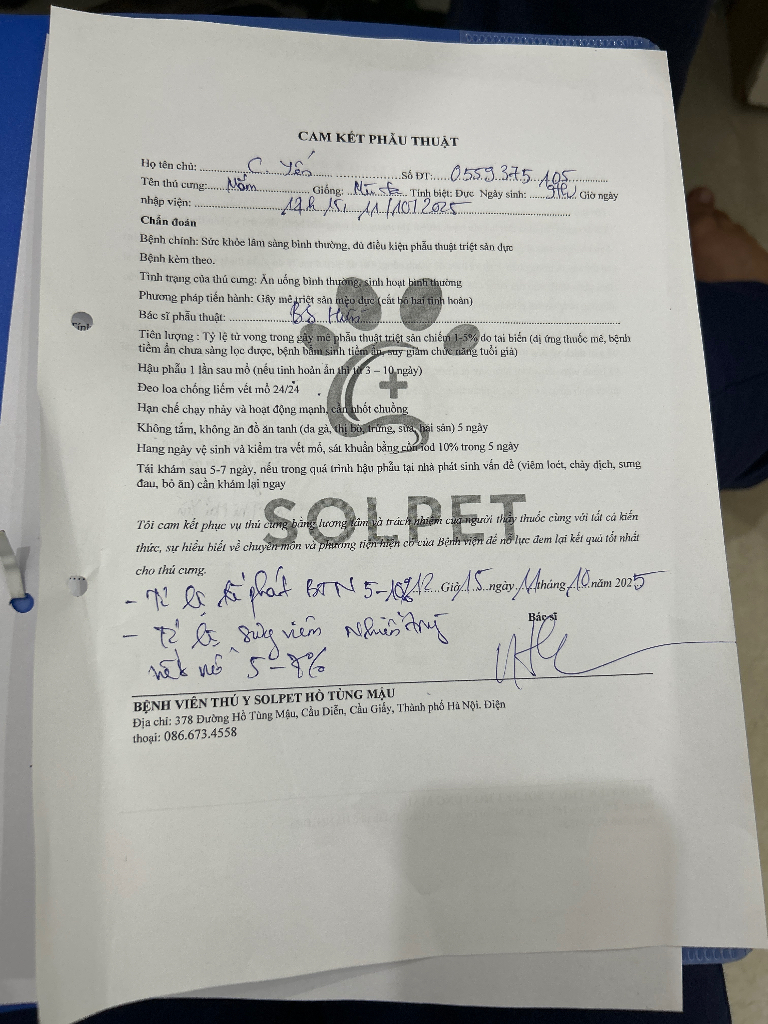 CAM KẾT PHẪU THUẬT
Họ tên chủ: C Yến Số ĐT: 0559.375.105
Tên thú cưng: Nấm Giống: Tính biệt: Đực Ngày sinh: Giờ ngày
nhập viện: 12h15, 11/10/2025
Chẩn đoán
Bệnh chính: Sức khỏe lâm sàng bình thường, đủ điều kiện phẫu thuật triệt sản đực
Bệnh kèm theo.
Tình trạng của thú cưng: Ăn uống bình thường, sinh hoạt bình thường
Phương pháp tiến hành: Gây mê triệt sản mèo đực (cắt bỏ hai tinh hoàn)
Bác sĩ phẫu thuật: BS
Tiên lượng : Tỷ lệ tử vong trong gây mê phẫu thuật triệt sản chiếm 1-5% do tai biến (dị ứng thuốc mê, bệnh
tiềm ẩn chưa sàng lọc được, bệnh bẩm sinh tiềm ẩn, suy giảm chức năng tuổi già)
Hậu phẫu 1 lần sau mổ (nếu tinh hoàn ẩn thì từ 3 – 10 ngày)
Đeo loa chống liếm vết mổ 24/24
Hạn chế chạy nhảy và hoạt động mạnh, cần nhốt chuồng
Không tắm, không ăn đồ ăn tanh (da gà, thị bò, trứng, sữa, hải sản) 5 ngày
Hang ngày vệ sinh và kiểm tra vết mổ, sát khuẩn bằng cồn iod 10% trong 5 ngày
Tái khám sau 5-7 ngày, nếu trong quá trình hậu phẫu tại nhà phát sinh vấn đề (viêm loét, chảy dịch, sưng
đau, bỏ ăn) cần khám lại ngay
SOLPET
Tôi cam kết phục vụ thú cưng bằng lương tâm và trách nhiệm của người thầy thuốc cùng với tất cả kiến
thức, sự hiểu biết về chuyên môn và phương tiện hiện có của Bệnh viện để nỗ lực đem lại kết quả tốt nhất
cho thú cưng.
- Tỉ lệ kế phát BTN 5-10% 12 Giờ 15 ngày 11 tháng 10 năm 2025
Bác sĩ
- Tỉ lệ sưng viêm nhiễm trùng
vết mổ 5-8%
BỆNH VIỆN THÚ Y SOLPET HỒ TÙNG MẬU
Địa chỉ: 378 Đường Hồ Tùng Mậu, Cầu Diễn, Cầu Giấy, Thành phố Hà Nội. Điện
thoại: 086.673.4558